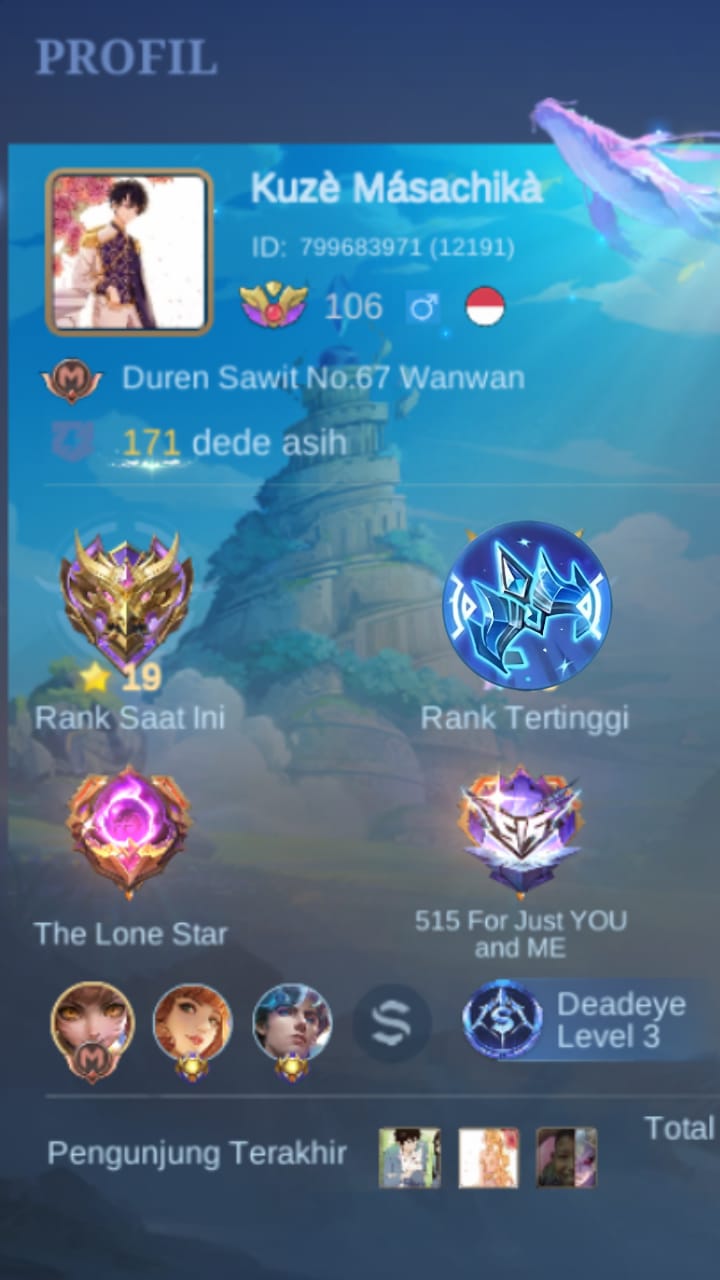 PROFIL
Kuzè Másachikà
ID: 799683971 (12191)
106
Duren Sawit No.67 Wanwan
171 dede asih
19
Rank Saat Ini
Rank Tertinggi
515
The Lone Star
515 For Just YOU
and ME
Deadeye
Level 3
Pengunjung Terakhir
Total